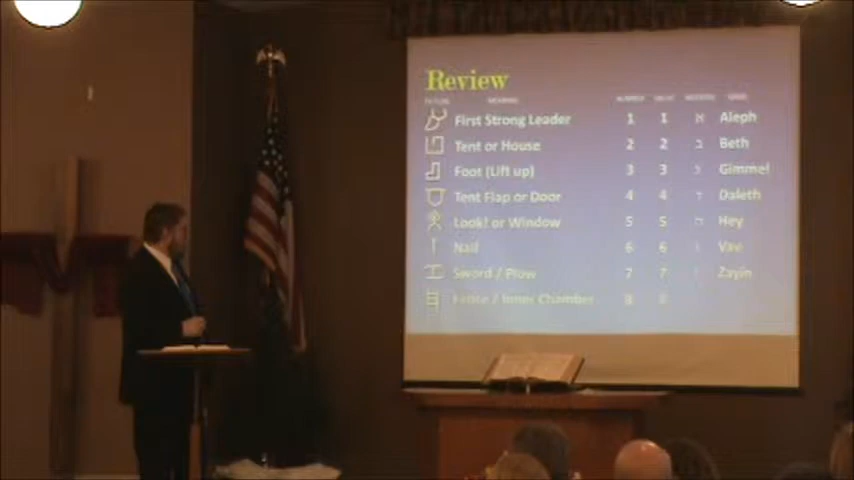 Review
First Strong Leader 1 1 א Aleph
Tent or House 2 2 ב Beth
Foot (Lift up) 3 3 Gimmel
Tent Flap or Door 4 4 ד Daleth
Look! or Window 5 5 ה Hey
Nail 6 6 ו Vav
Sword / Plow 7 7 Zayin
Fence / Inner Chamber 8 8